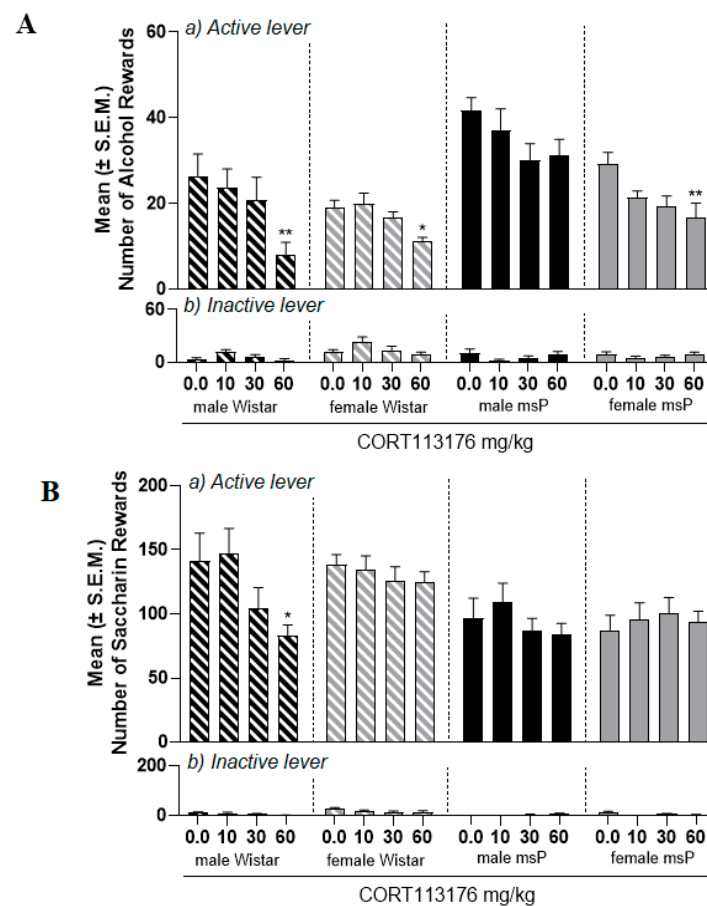 A
a) Active lever
Mean (± S.E.M.)
Number of Alcohol Rewards
60
40
20
0
**
*
**
b) Inactive lever
60
0
0.0 10 30 60 0.0 10 30 60 0.0 10 30 60 0.0 10 30 60
male Wistar female Wistar male msP female msP
CORT113176 mg/kg
B
a) Active lever
Mean (± S.E.M.)
Number of Saccharin Rewards
200
150
100
50
0
*
b) Inactive lever
200
0
0.0 10 30 60 0.0 10 30 60 0.0 10 30 60 0.0 10 30 60
male Wistar female Wistar male msP female msP
CORT113176 mg/kg